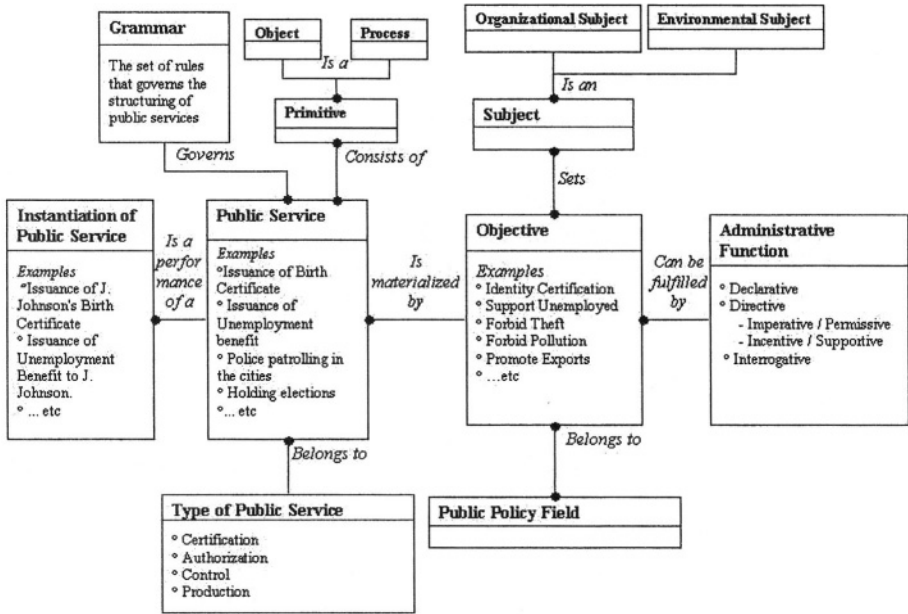 Grammar
The set of rules
that governs the
structuring of
public services
Object
Process
Is a
Primitive
Organizational Subject
Environmental Subject
Is an
Subject
Governs
Consists of
Sets
Instantiation of
Public Service
Examples
°Issuance of J.
Johnson's Birth
Certificate
° Issuance of
Unemployment
Benefit to J.
Johnson.
° ... etc
Is a
perfor
mance
of a
Public Service
Examples
°Issuance of Birth
Certificate
° Issuance of
Unemployment
benefit
° Police patrolling in
the cities
° Holding elections
°... etc
Is
materialized
by
Objective
Examples
° Identity Certification
° Support Unemployed
° Forbid Theft
° Forbid Pollution
° Promote Exports
° ...etc
Can be
fulfilled
by
Administrative
Function
° Declarative
° Directive
- Imperative / Permissive
- Incentive / Supportive
° Interrogative
Belongs to
Belongs to
Type of Public Service
° Certification
° Authorization
° Control
° Production
Public Policy Field